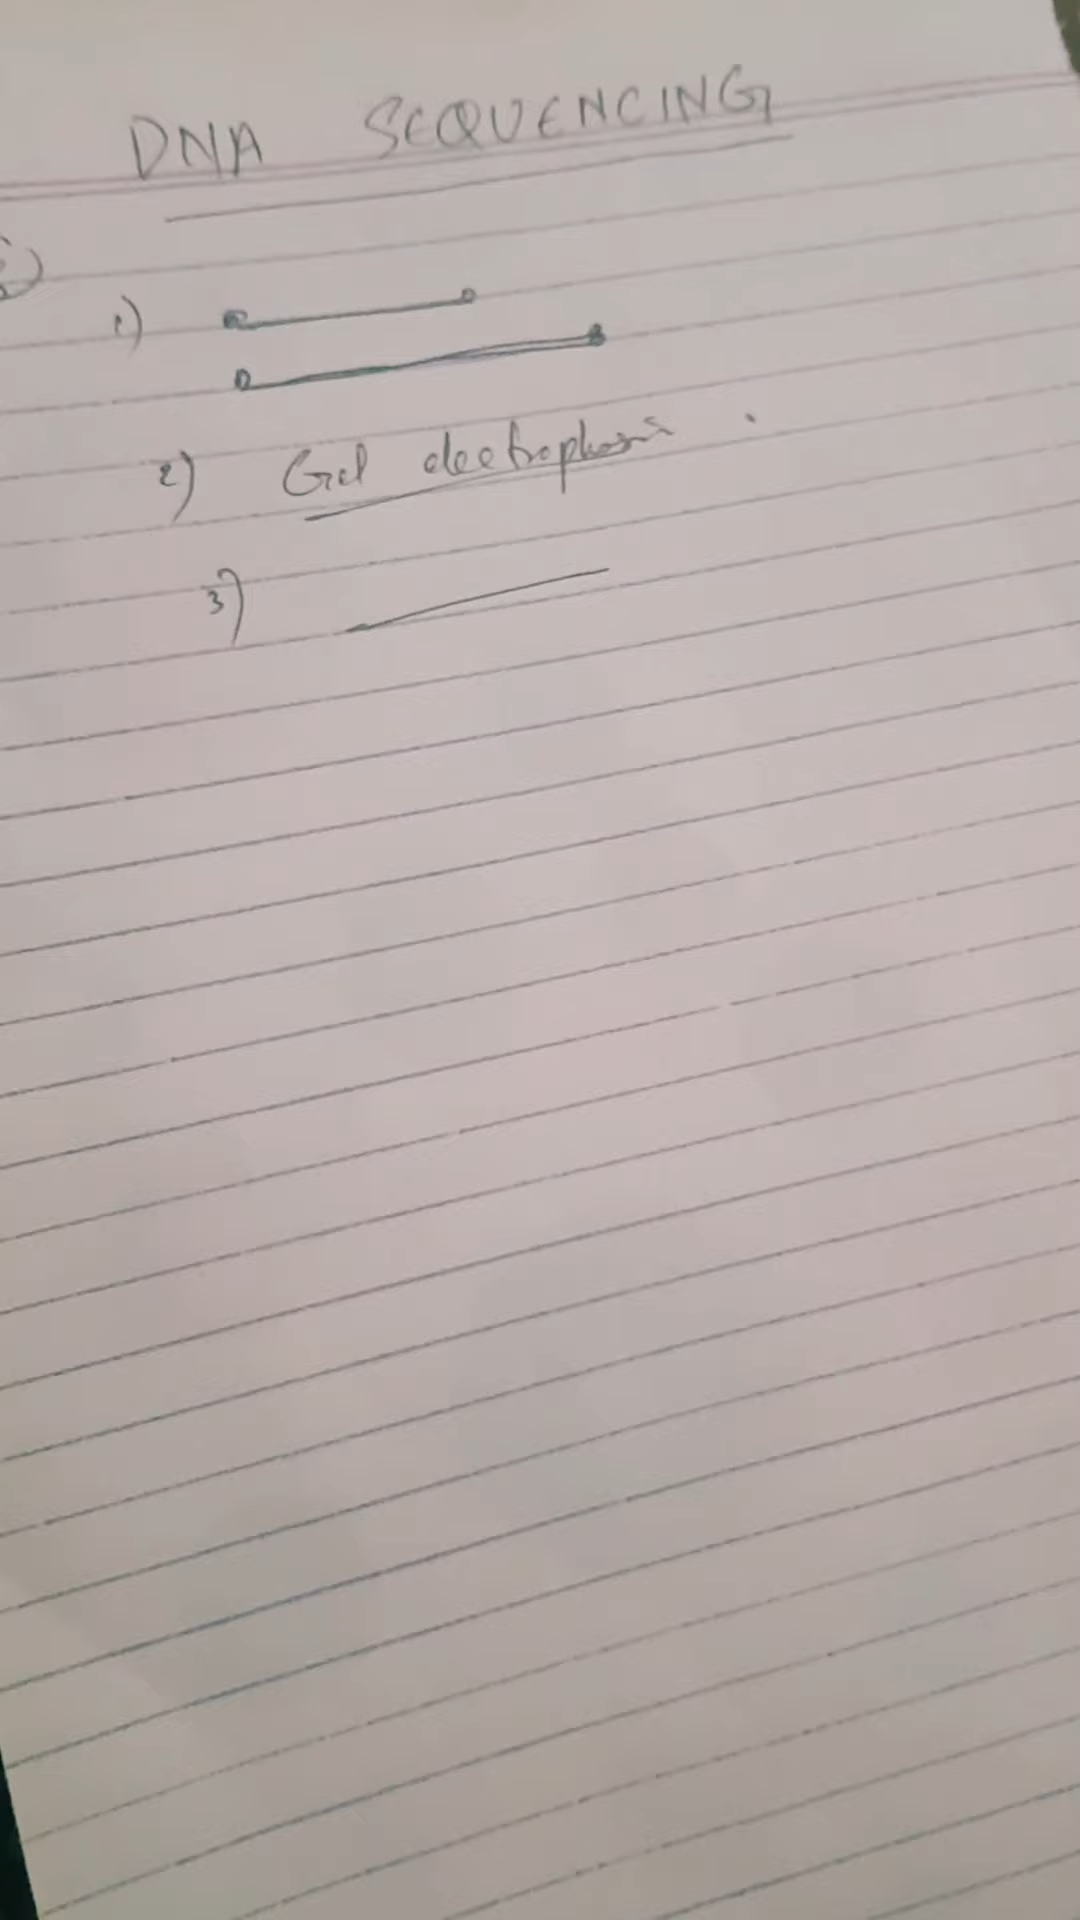 DNA SEQUENCING
1)
2) Gel electrophoresis
3)